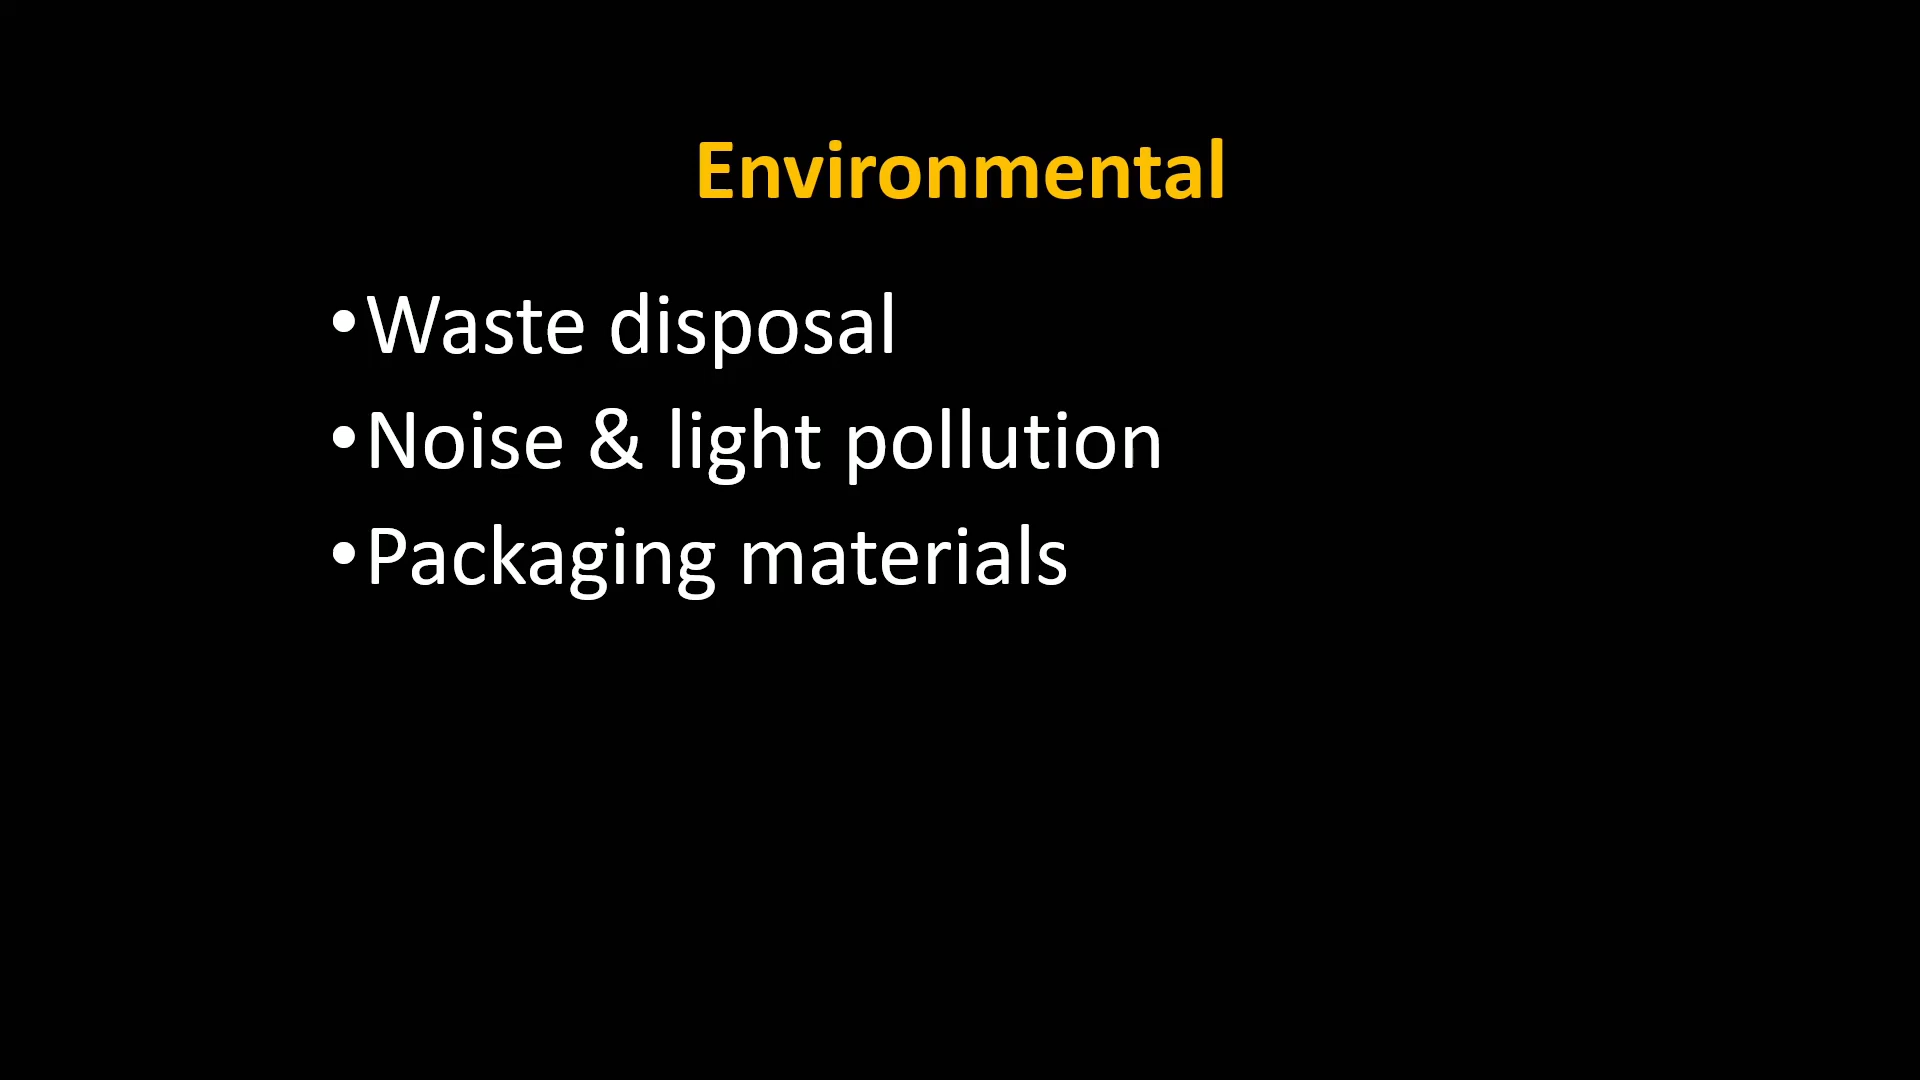 Environmental
•Waste disposal
•Noise & light pollution
•Packaging materials